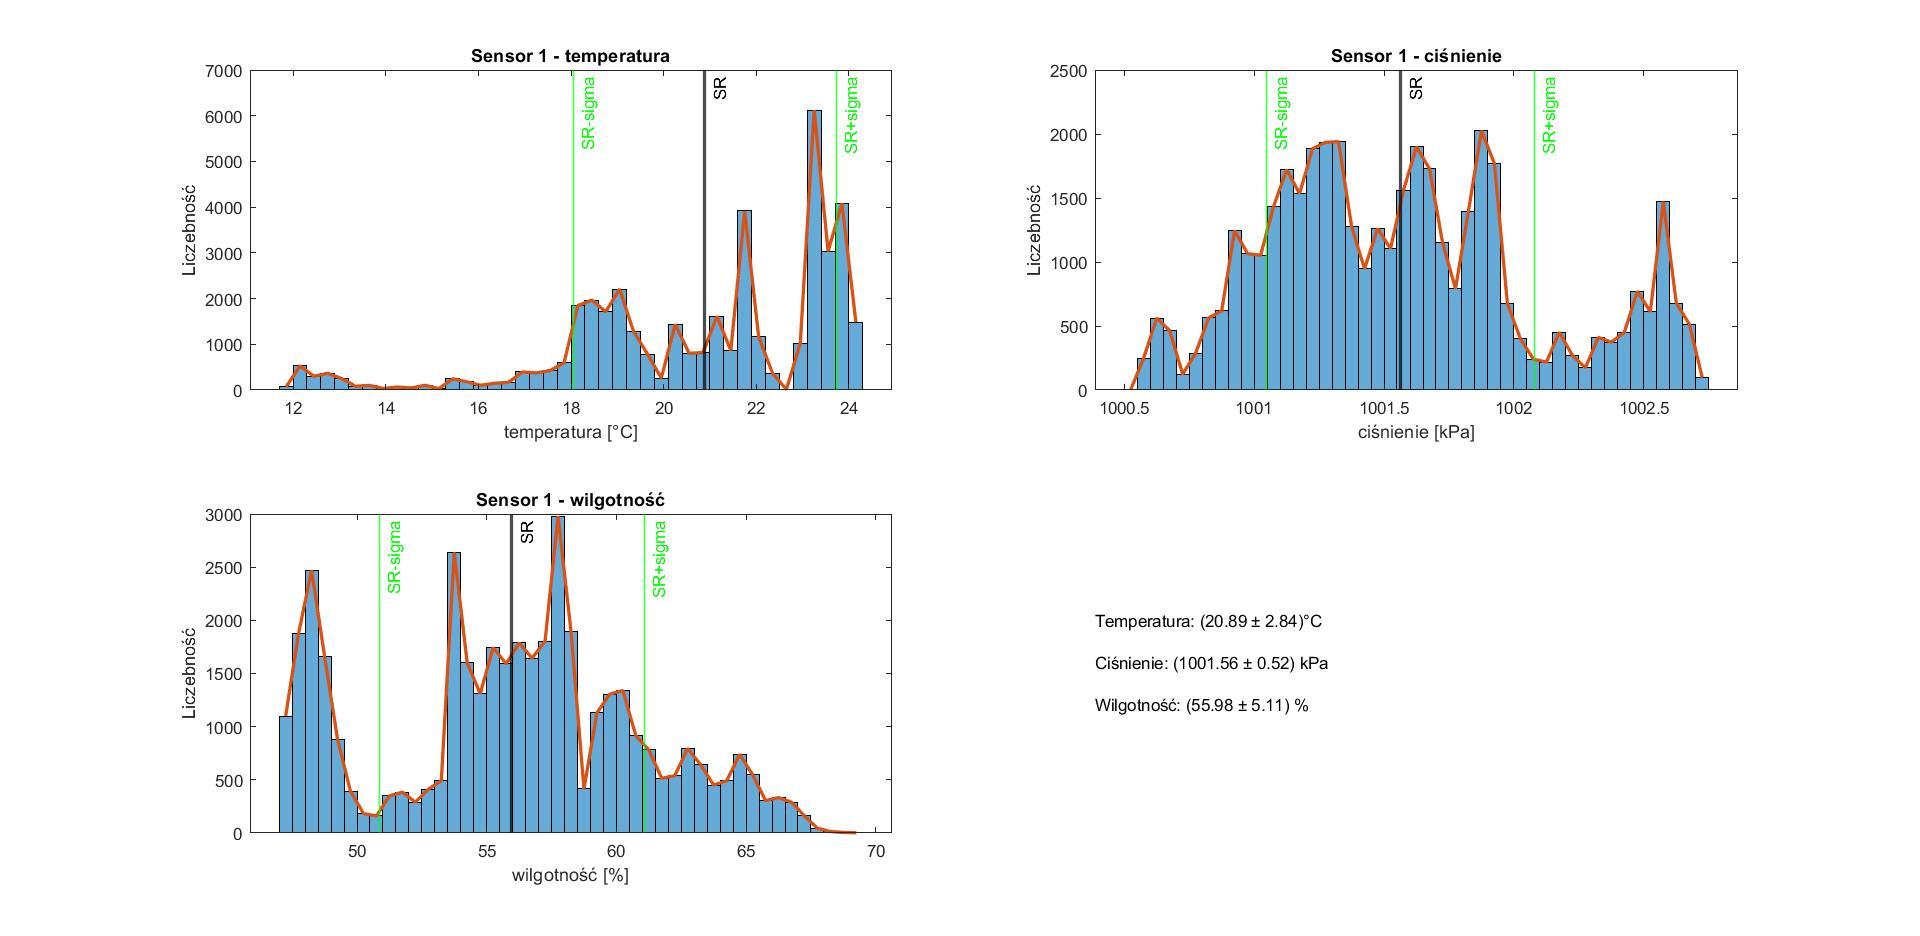 Sensor 1 - temperatura
7000
6000
5000
4000
3000
2000
1000
0
Liczebność
SR-sigma
SR
SR+sigma
12 14 16 18 20 22 24
temperatura [°C]
Sensor 1 - ciśnienie
2500
2000
1500
1000
500
0
Liczebność
SR-sigma
SR
SR+sigma
1000.5 1001 1001.5 1002 1002.5
ciśnienie [kPa]
Sensor 1 - wilgotność
3000
2500
2000
1500
1000
500
0
Liczebność
SR-sigma
SR
SR+sigma
50 55 60 65 70
wilgotność [%]
Temperatura: (20.89 ± 2.84)°C
Ciśnienie: (1001.56 ± 0.52) kPa
Wilgotność: (55.98 ± 5.11) %